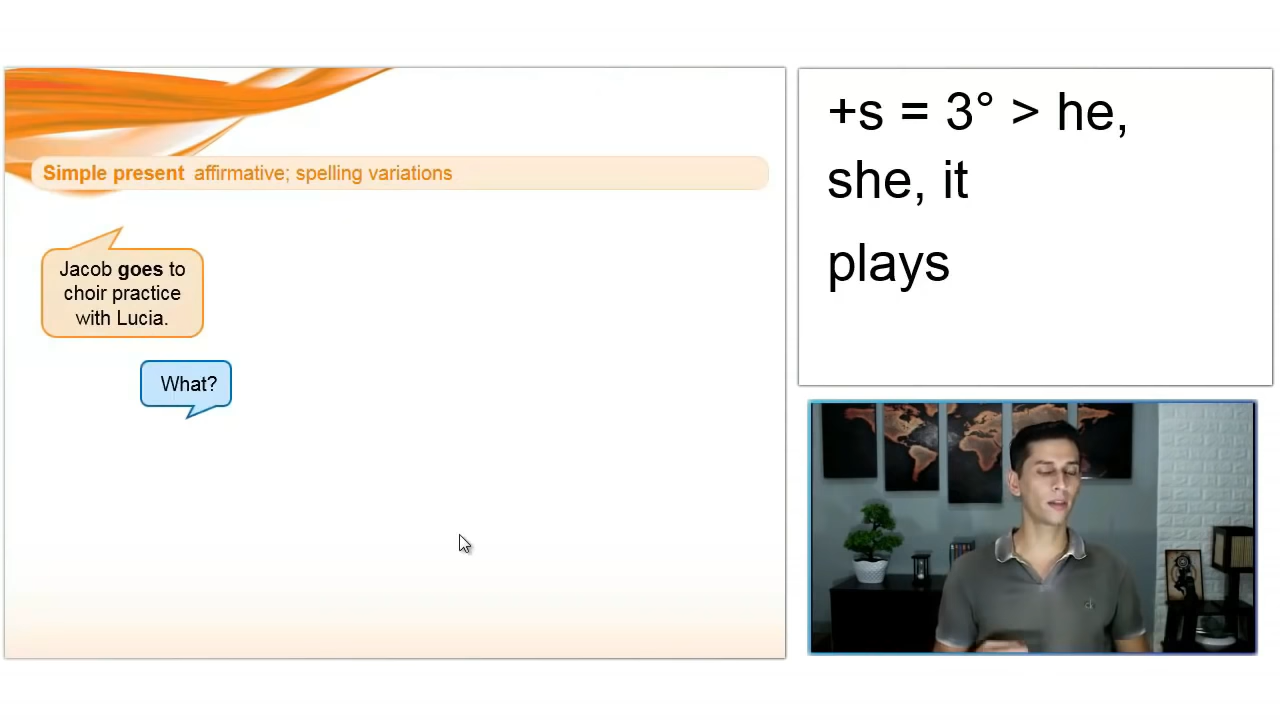 Simple present affirmative; spelling variations
Jacob goes to
choir practice
with Lucia.
What?
+s = 3° > he,
she, it
plays